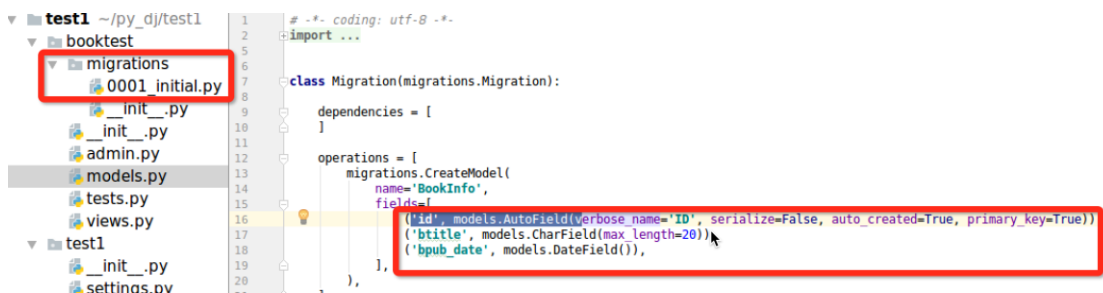 test1 ~/py_dj/test1
booktest
migrations
0001_initial.py
__init__.py
__init__.py
admin.py
models.py
tests.py
views.py
test1
__init__.py
settings.py
1 # -*- coding: utf-8 -*-
2 import ...
5
6
7 class Migration(migrations.Migration):
8
9 dependencies = [
10 ]
11
12 operations = [
13 migrations.CreateModel(
14 name='BookInfo',
15 fields=[
16 ('id', models.AutoField(verbose_name='ID', serialize=False, auto_created=True, primary_key=True))
17 ('btitle', models.CharField(max_length=20))
18 ('bpub_date', models.DateField()),
19 ],
20 ),